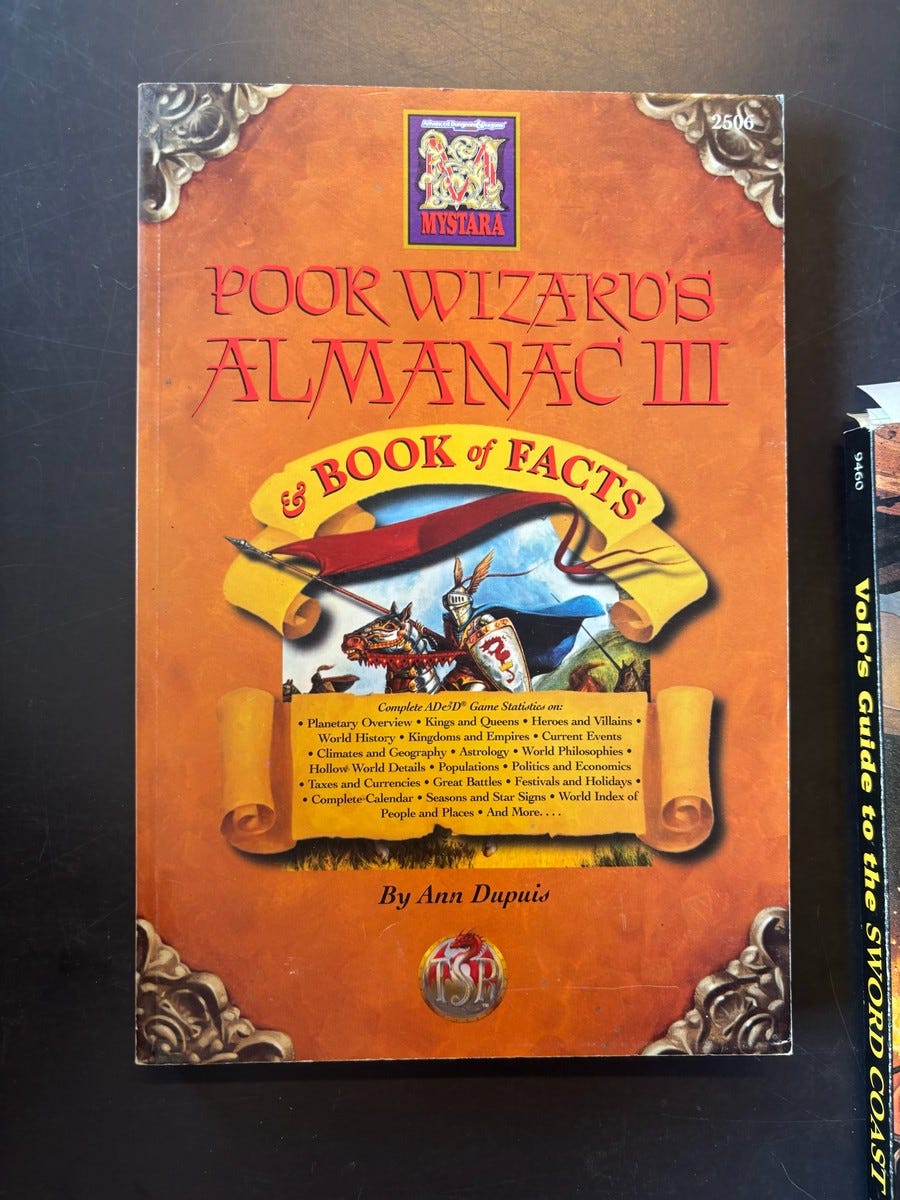 2506
Advanced Dungeons & Dragons
MYSTARA
POOR WIZARD'S
ALMANAC III
& BOOK of FACTS
Complete AD&D® Game Statistics on:
• Planetary Overview • Kings and Queens • Heroes and Villains •
World History • Kingdoms and Empires • Current Events
• Climates and Geography • Astrology • World Philosophies •
Hollow World Details • Populations • Politics and Economics
• Taxes and Currencies • Great Battles • Festivals and Holidays •
• Complete Calendar • Seasons and Star Signs • World Index of
People and Places • And More. . . .
By Ann Dupuis
TSR
9460
Volo's Guide to the SWORD COAST